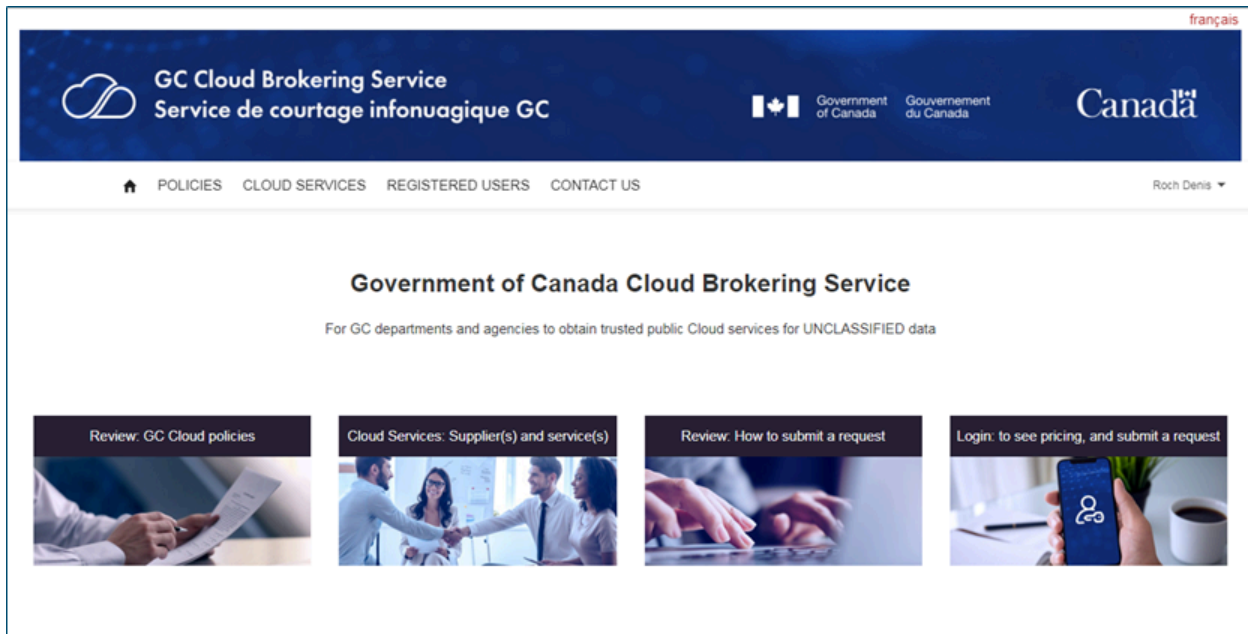 français
GC Cloud Brokering Service
Service de courtage infonuagique GC
Government of Canada
Gouvernement du Canada
Canada
POLICIES CLOUD SERVICES REGISTERED USERS CONTACT US
Roch Denis
Government of Canada Cloud Brokering Service
For GC departments and agencies to obtain trusted public Cloud services for UNCLASSIFIED data
Review: GC Cloud policies
Cloud Services: Supplier(s) and service(s)
Review: How to submit a request
Login: to see pricing, and submit a request